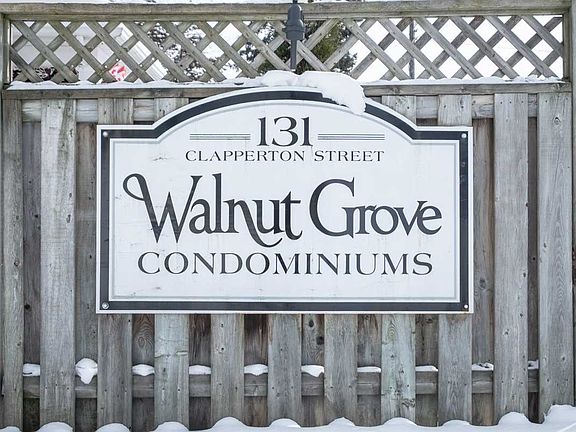 131
CLAPPERTON STREET
Walnut Grove
CONDOMINIUMS